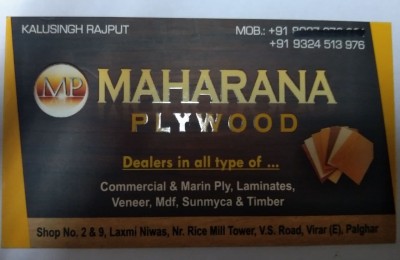 KALUSINGH RAJPUT
MOB.: +91
+91 9324 513 976
MP
MAHARANA
PLYWOOD
Dealers in all type of ...
Commercial & Marin Ply, Laminates,
Veneer, Mdf, Sunmyca & Timber
Shop No. 2 & 9, Laxmi Niwas, Nr. Rice Mill Tower, V.S. Road, Virar (E), Palghar